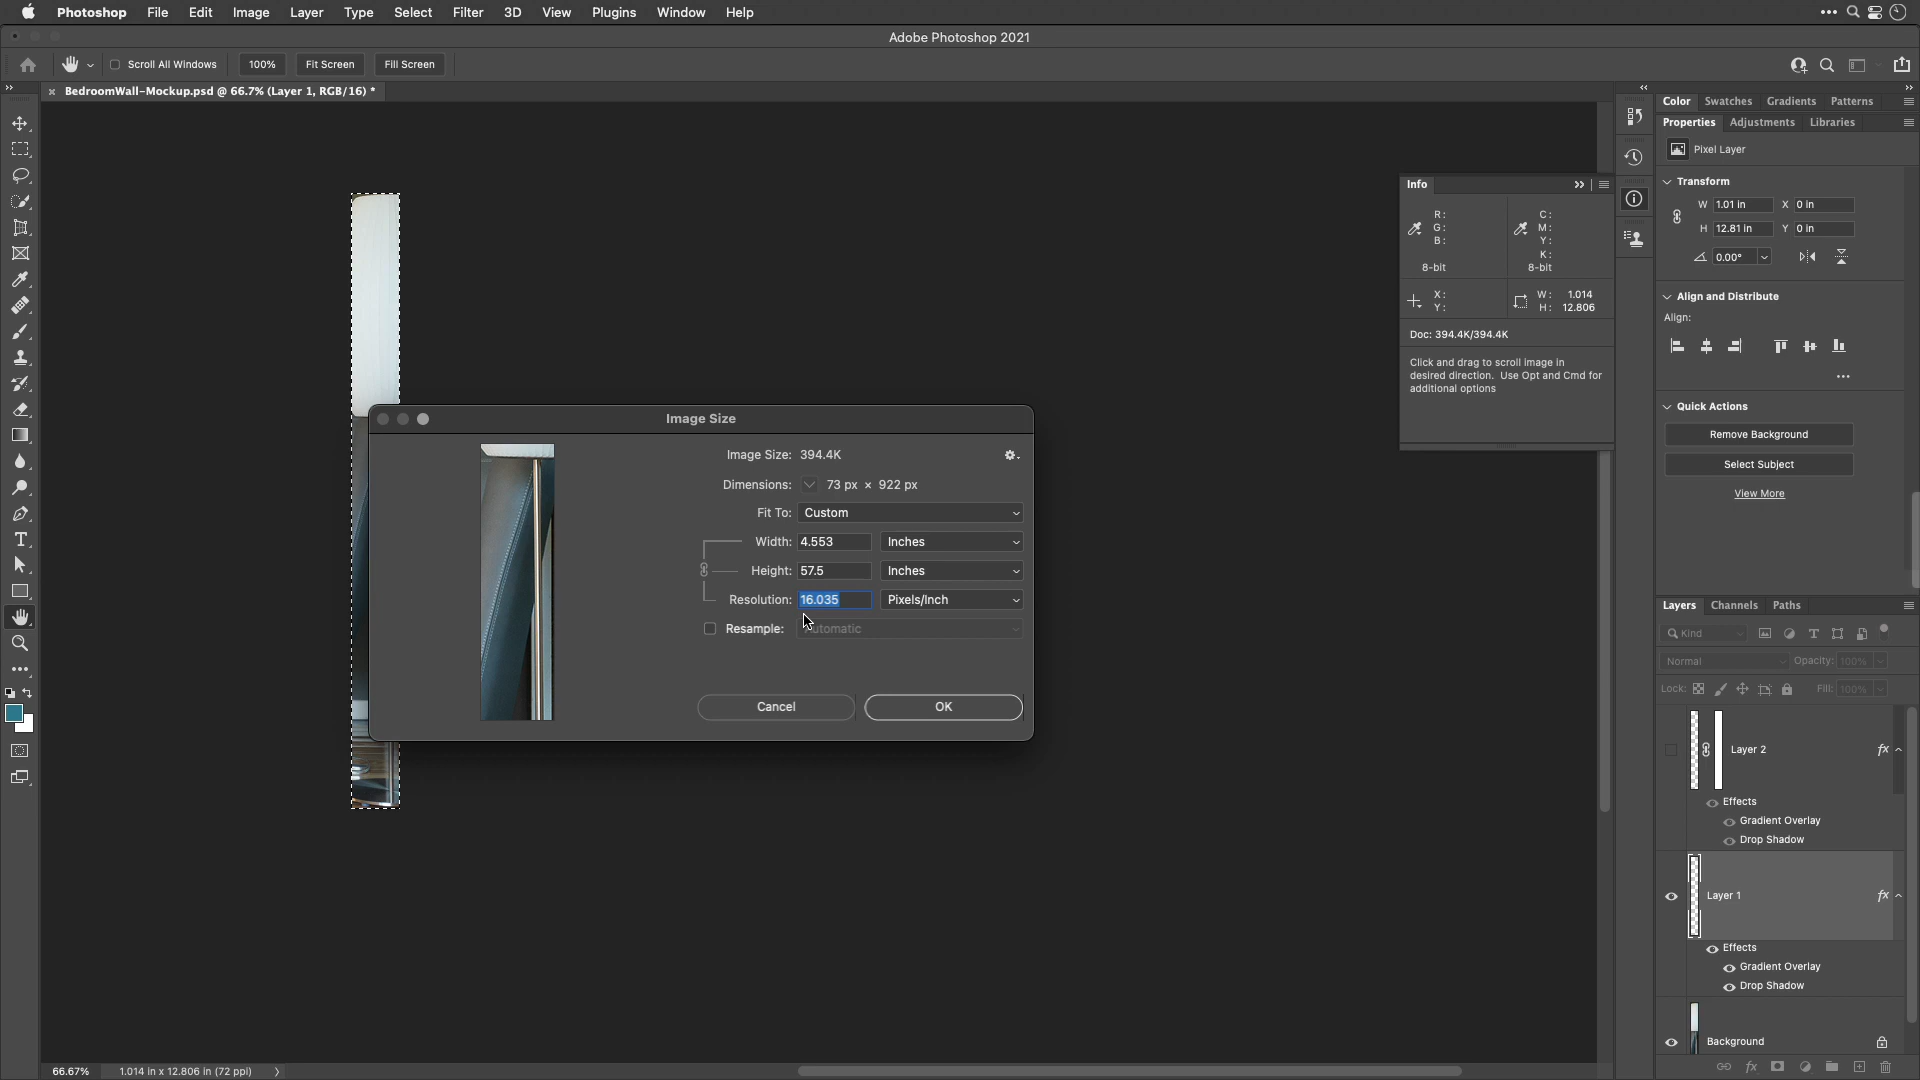 Photoshop File Edit Image Layer Type Select Filter 3D View Plugins Window Help
Adobe Photoshop 2021
Scroll All Windows 100% Fit Screen Fill Screen
BedroomWall-Mockup.psd @ 66.7% (Layer 1, RGB/16) *
Color Swatches Gradients Patterns
Properties Adjustments Libraries
Pixel Layer
Transform
W 1.01 in X 0 in
H 12.81 in Y 0 in
0.00°
Align and Distribute
Align:
Quick Actions
Remove Background
Select Subject
View More
Info
R:
G:
B:
8-bit
C:
M:
Y:
K:
8-bit
X:
Y:
W: 1.014
H: 12.806
Doc: 394.4K/394.4K
Click and drag to scroll image in
desired direction. Use Opt and Cmd for
additional options
Image Size
Image Size: 394.4K
Dimensions: 73 px × 922 px
Fit To: Custom
Width: 4.553 Inches
Height: 57.5 Inches
Resolution: 16.035 Pixels/Inch
Resample: Automatic
Cancel OK
Layers Channels Paths
Kind
Normal Opacity: 100%
Lock: Fill: 100%
Layer 2 fx
Effects
Gradient Overlay
Drop Shadow
Layer 1 fx
Effects
Gradient Overlay
Drop Shadow
Background
fx
66.67% 1.014 in x 12.806 in (72 ppi)